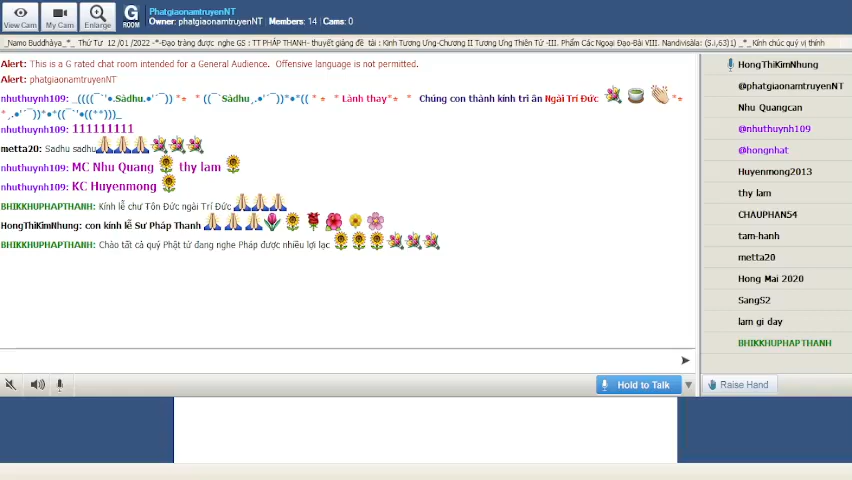 PhatgiaonamtruyenNT
Owner: phatgiaonamtruyenNT | Members: 14 | Cams: 0
View Cam
My Cam
Enlarge
G
ROOM
_Namo Buddhāya_*_ Thứ Tư 12 /01 /2022 -*-Đạo tràng được nghe GS : TT PHÁP THANH- thuyết giảng đề tài : Kinh Tương Ưng-Chương II Tương Ưng Thiên Tử -III. Phẩm Các Ngoại Đạo-Bài VIII. Nandivisàla: (S.i,63)1) _*_ Kính chúc quý vị thính
Alert: This is a G rated chat room intended for a General Audience. Offensive language is not permitted.
Alert: phatgiaonamtruyenNT
nhuthuynh109: _((((¯`'•.Sādhu.•'´¯)) *± * ((¯`'•Sādhu¸.•'´¯))*•*(( * ± * Lành thay*± * Chúng con thành kính tri ân Ngài Trí Đức *±
* ¸.•'´¯))*•*((¯`'•((**)))_
nhuthuynh109: 111111111
metta20: Sadhu sadhu
nhuthuynh109: MC Nhu Quang thy lam
nhuthuynh109: KC Huyenmong
BHIKKHUPHAPTHANH: Kính lễ chư Tôn Đức ngài Trí Đức
HongThiKimNhung: con kính lễ Sư Pháp Thanh
BHIKKHUPHAPTHANH: Chào tất cả quý Phật tử đang nghe Pháp được nhiều lợi lạc
HongThiKimNhung
@phatgiaonamtruyenNT
Nhu Quangcan
@nhuthuynh109
@hongnhat
Huyenmong2013
thy lam
CHAUPHAN54
tam-hanh
metta20
Hong Mai 2020
SangS2
lam gi day
BHIKKHUPHAPTHANH
Hold to Talk
Raise Hand